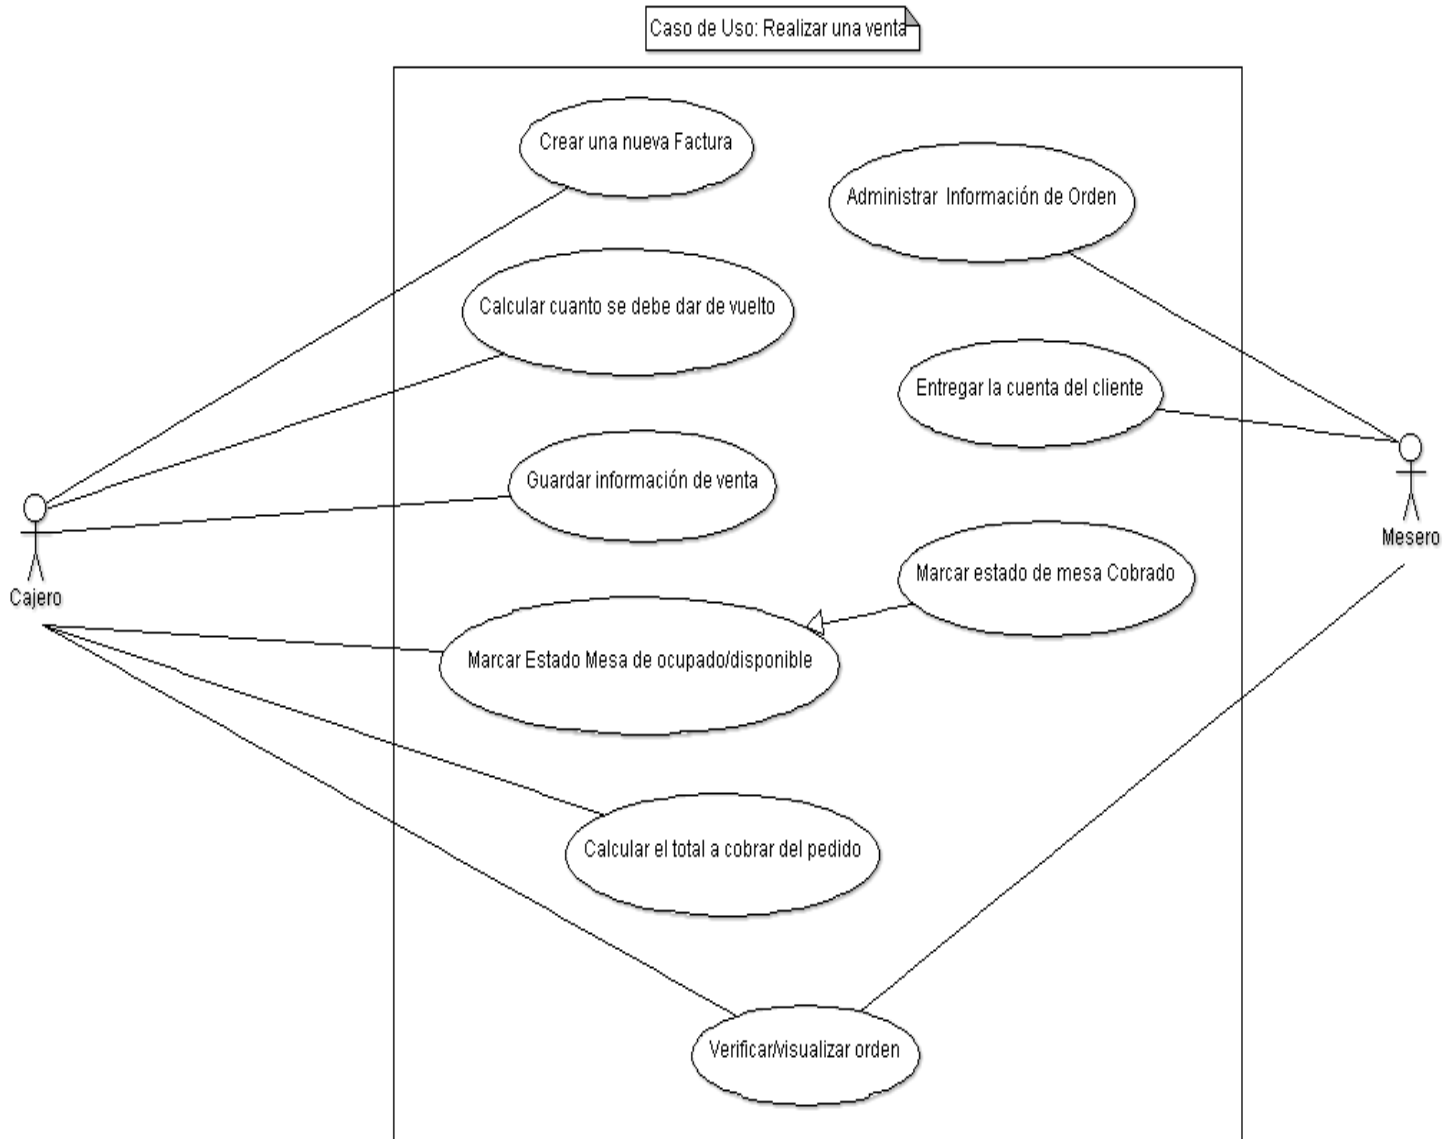 Caso de Uso: Realizar una venta
Crear una nueva Factura
Administrar Información de Orden
Calcular cuanto se debe dar de vuelto
Entregar la cuenta del cliente
Guardar información de venta
Mesero
Marcar estado de mesa Cobrado
Cajero
Marcar Estado Mesa de ocupado/disponible
Calcular el total a cobrar del pedido
Verificar/visualizar orden